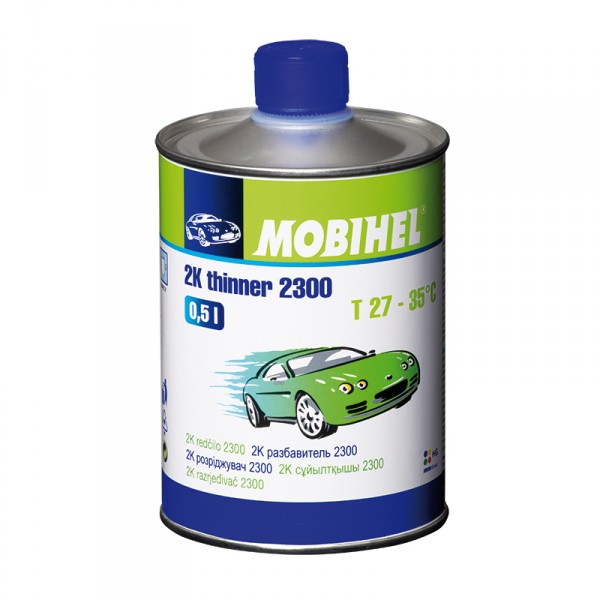 MOBIHEL®
2K thinner 2300
0,5 l
T 27 - 35°C
2K redčilo 2300 2K разбавитель 2300
2K розріджувач 2300 2K сұйылтқышы 2300
2K razrjeđivač 2300